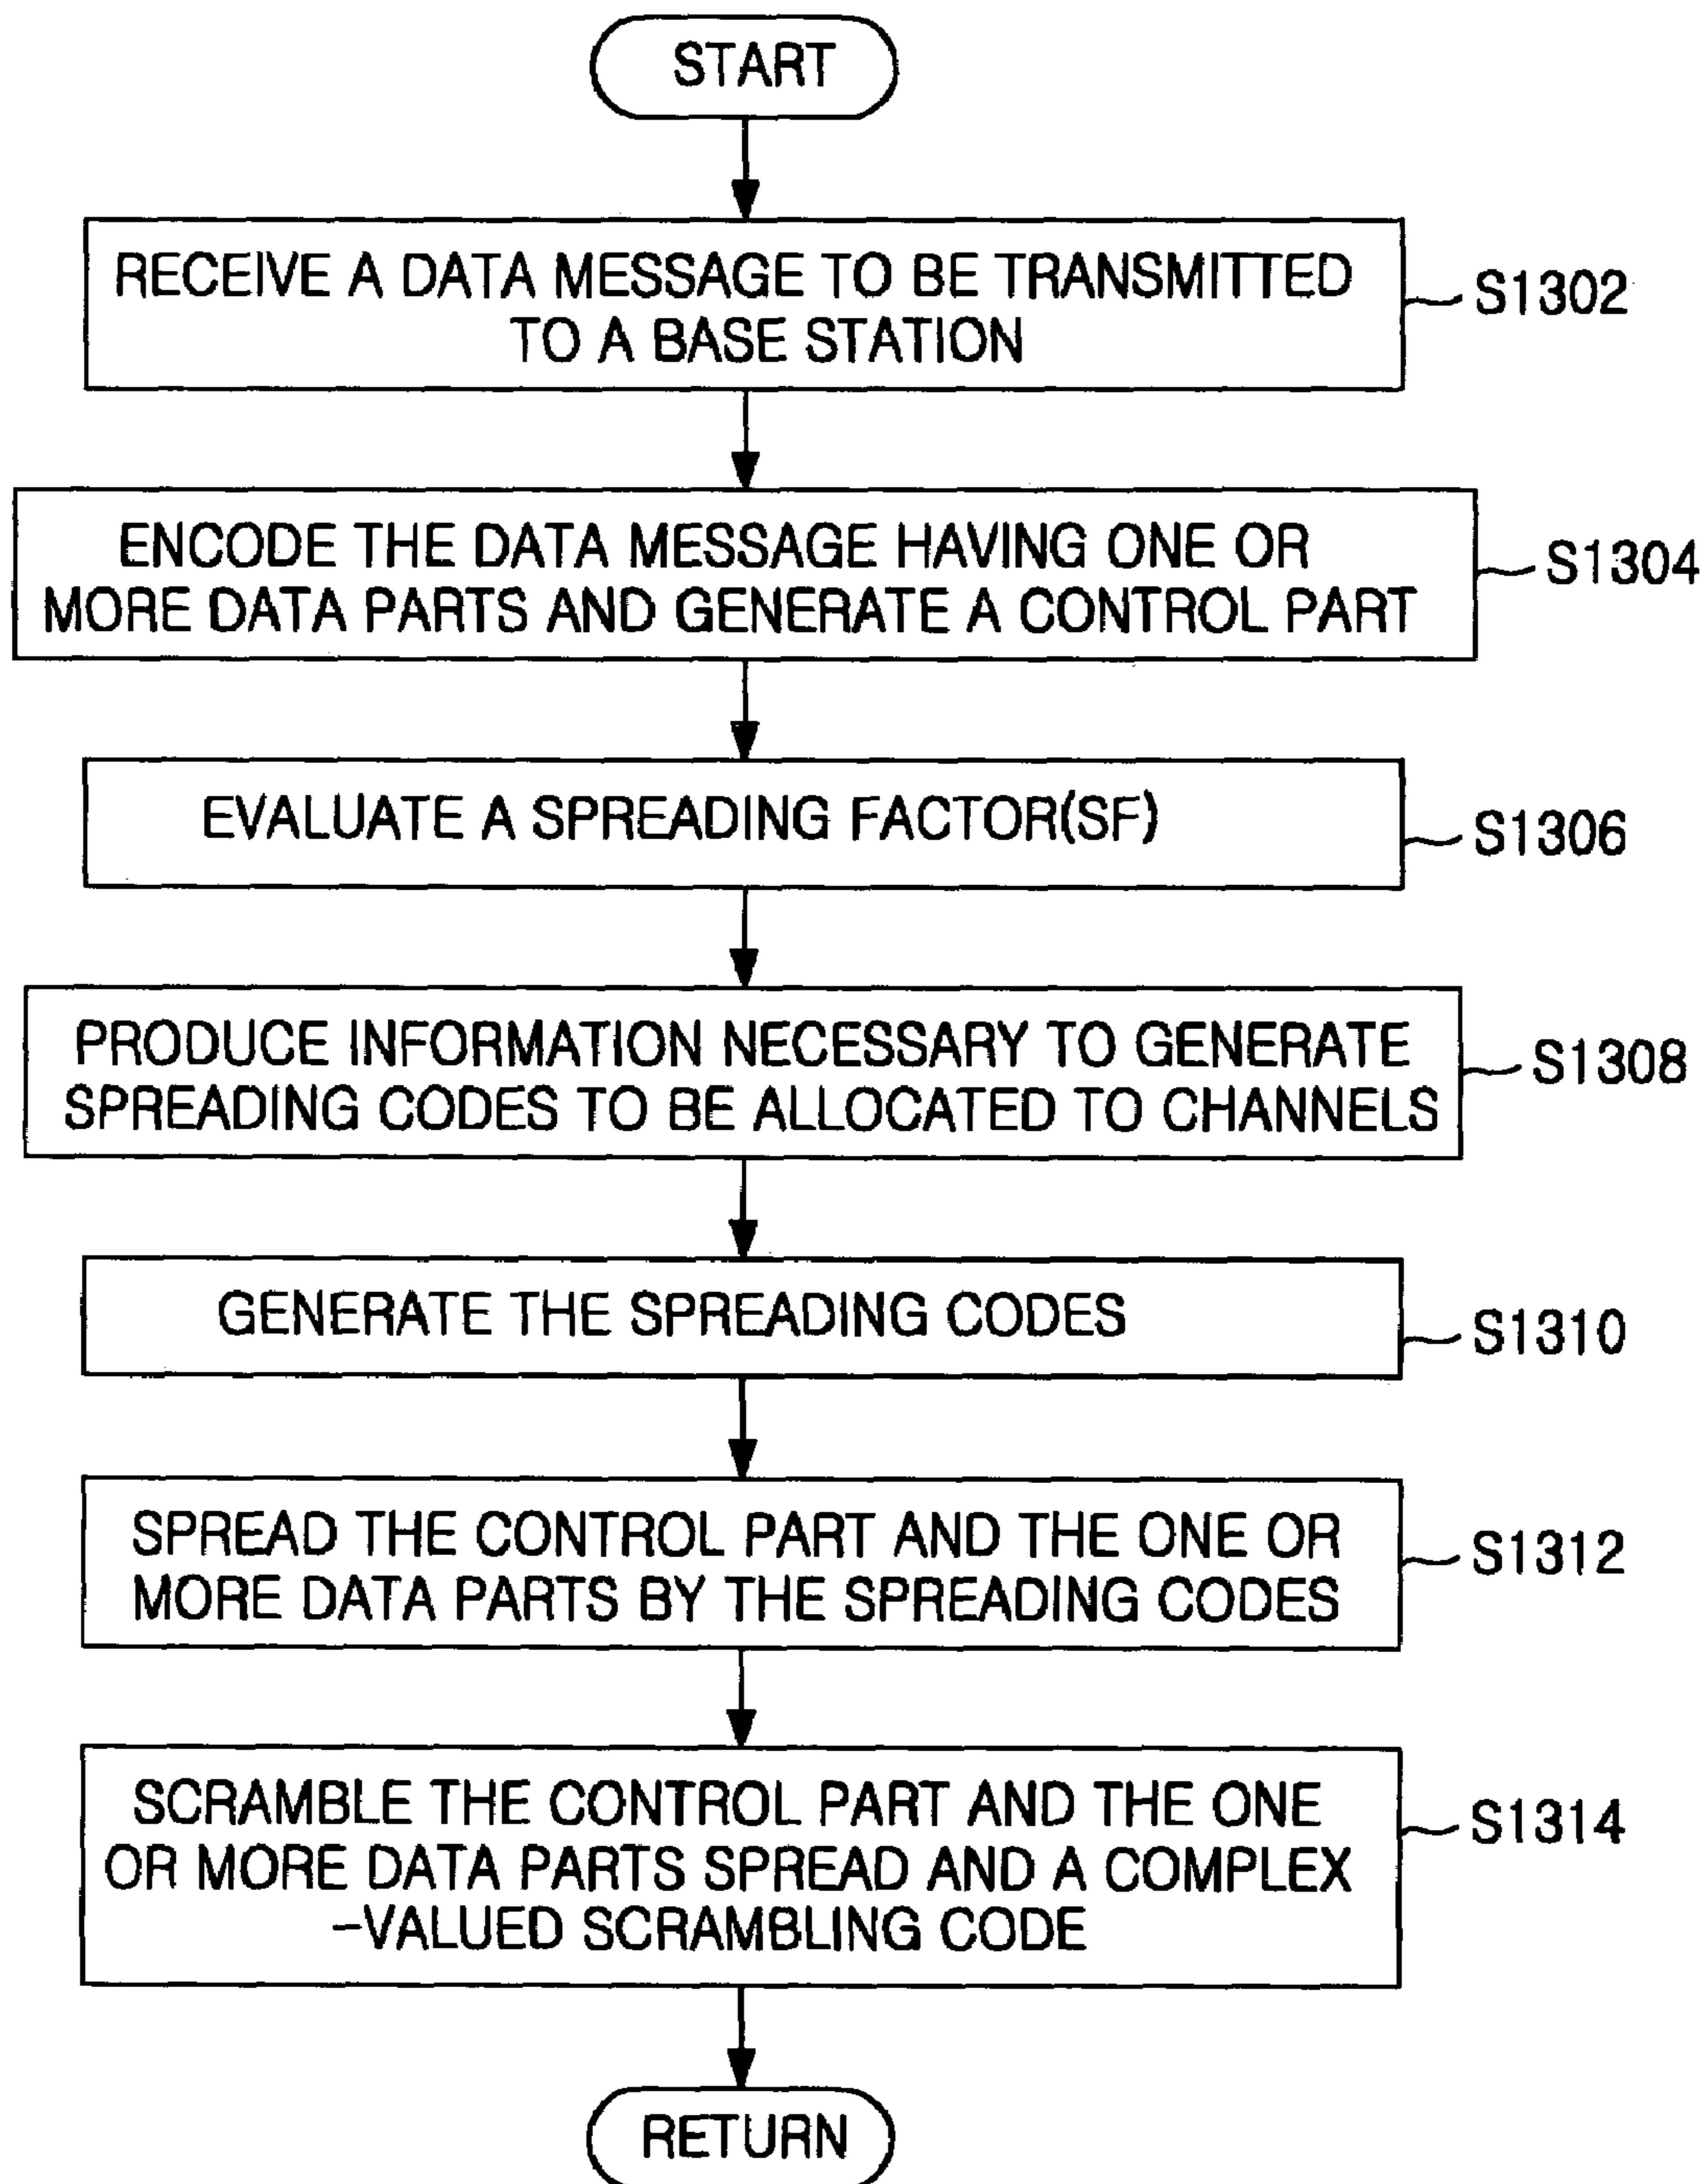 START
RECEIVE A DATA MESSAGE TO BE TRANSMITTED
TO A BASE STATION
S1302
ENCODE THE DATA MESSAGE HAVING ONE OR
MORE DATA PARTS AND GENERATE A CONTROL PART
S1304
EVALUATE A SPREADING FACTOR(SF)
S1306
PRODUCE INFORMATION NECESSARY TO GENERATE
SPREADING CODES TO BE ALLOCATED TO CHANNELS
S1308
GENERATE THE SPREADING CODES
S1310
SPREAD THE CONTROL PART AND THE ONE OR
MORE DATA PARTS BY THE SPREADING CODES
S1312
SCRAMBLE THE CONTROL PART AND THE ONE
OR MORE DATA PARTS SPREAD AND A COMPLEX
-VALUED SCRAMBLING CODE
S1314
RETURN